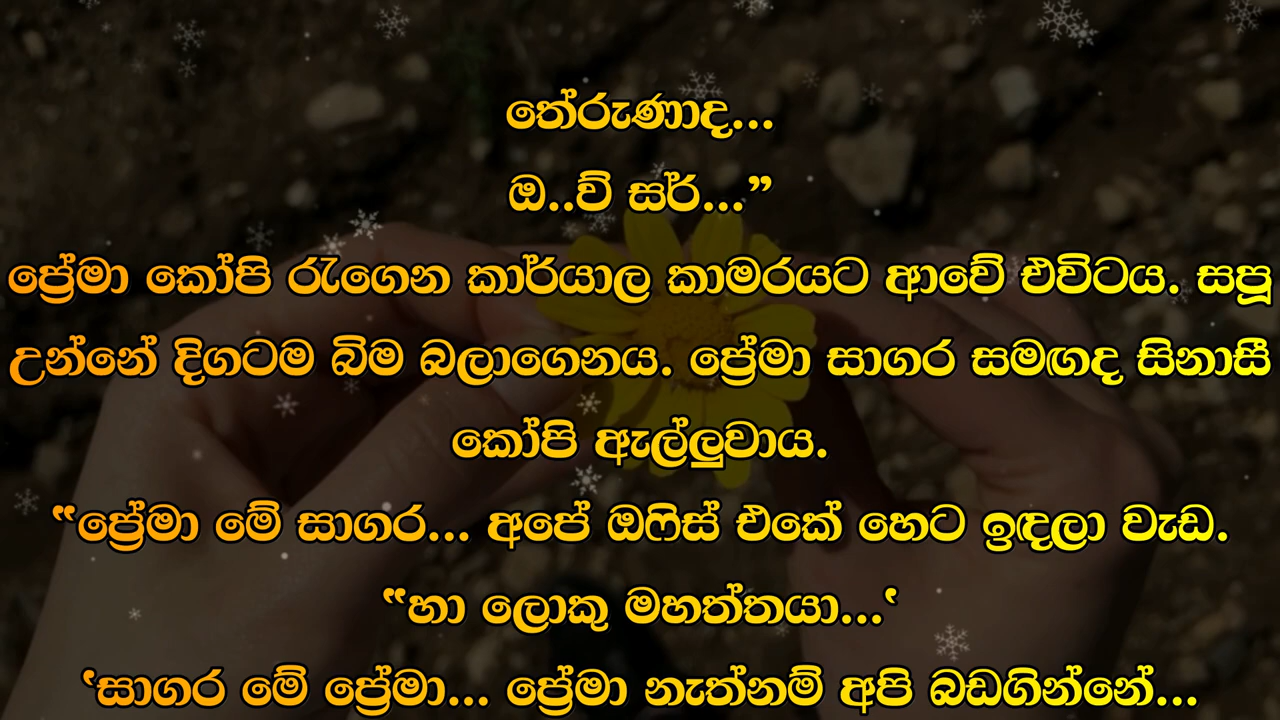 තේරුණාද...
ඔ..ව් සර්...”
ප්‍රේමා කෝපි රැගෙන කාර්යාල කාමරයට ආවේ එවිටය. සපූ
උන්නේ දිගටම බිම බලාගෙනය. ප්‍රේමා සාගර සමඟද සිනාසී
කෝපි ඇල්ලුවාය.
“ප්‍රේමා මේ සාගර... අපේ ඔෆිස් එකේ හෙට ඉඳලා වැඩ.
“හා ලොකු මහත්තයා...‘
‘සාගර මේ ප්‍රේමා... ප්‍රේමා නැත්නම් අපි බඩගින්නේ...